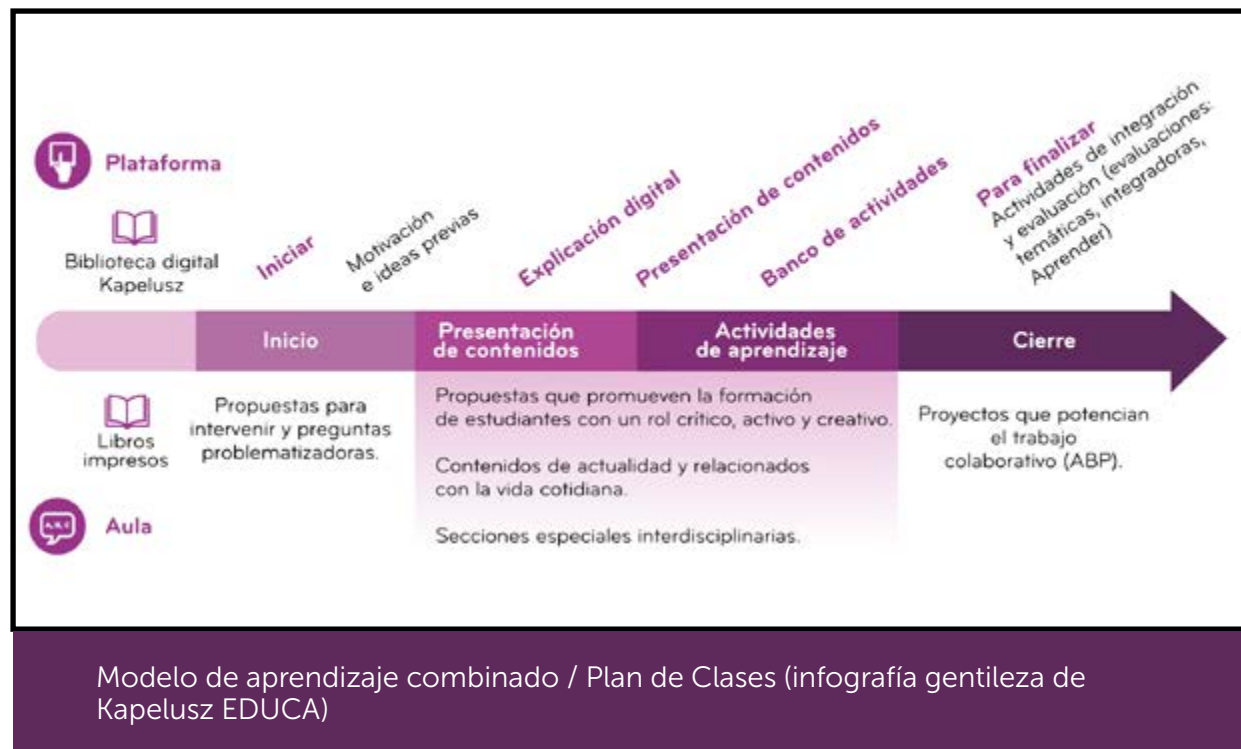 Plataforma
Biblioteca digital
Kapelusz
Iniciar
Motivación
e ideas previas
Explicación digital
Presentación de contenidos
Banco de actividades
Para finalizar
Actividades de integración
y evaluación (evaluaciones:
temáticas, integradoras,
Aprender)
Inicio
Presentación
de contenidos
Actividades
de aprendizaje
Cierre
Libros
impresos
Propuestas para
intervenir y preguntas
problematizadoras.
Propuestas que promueven la formación
de estudiantes con un rol crítico, activo y creativo.
Contenidos de actualidad y relacionados
con la vida cotidiana.
Secciones especiales interdisciplinarias.
Proyectos que potencian
el trabajo
colaborativo (ABP).
Aula
Modelo de aprendizaje combinado / Plan de Clases (infografía gentileza de
Kapelusz EDUCA)